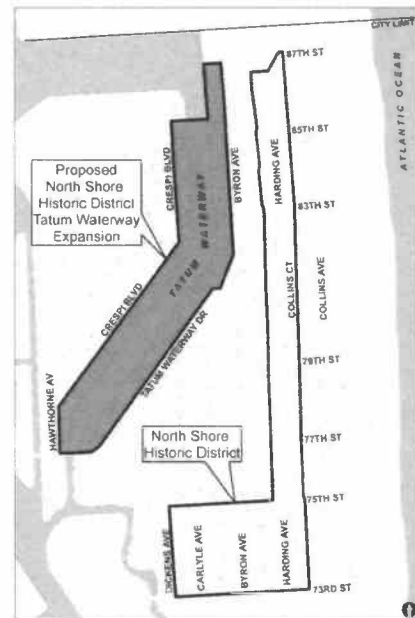 CITY LIMIT
87TH ST
ATLANTIC OCEAN
85TH ST
CRESPI BLVD
BYRON AVE
HARDING AVE
Proposed
North Shore
Historic District
Tatum Waterway
Expansion
83RD ST
TATUM WATERWAY
CRESPI BLVD
COLLINS CT
COLLINS AVE
TATUM WATERWAY DR
79TH ST
HAWTHORNE AV
North Shore
Historic District
77TH ST
75TH ST
DICKENS AVE
CARLYLE AVE
BYRON AVE
HARDING AVE
73RD ST